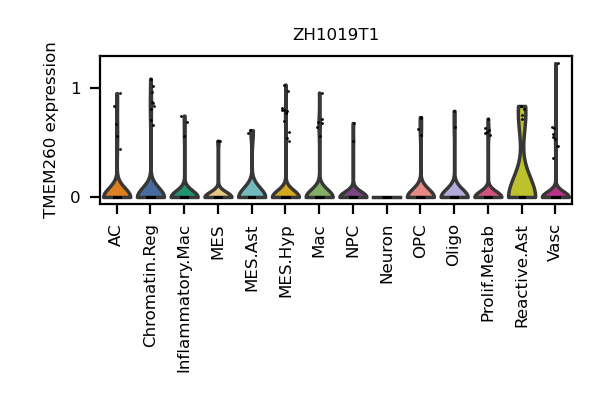 ZH1019T1
TMEM260 expression
1
0
AC
Chromatin.Reg
Inflammatory.Mac
MES
MES.Ast
MES.Hyp
Mac
NPC
Neuron
OPC
Oligo
Prolif.Metab
Reactive.Ast
Vasc